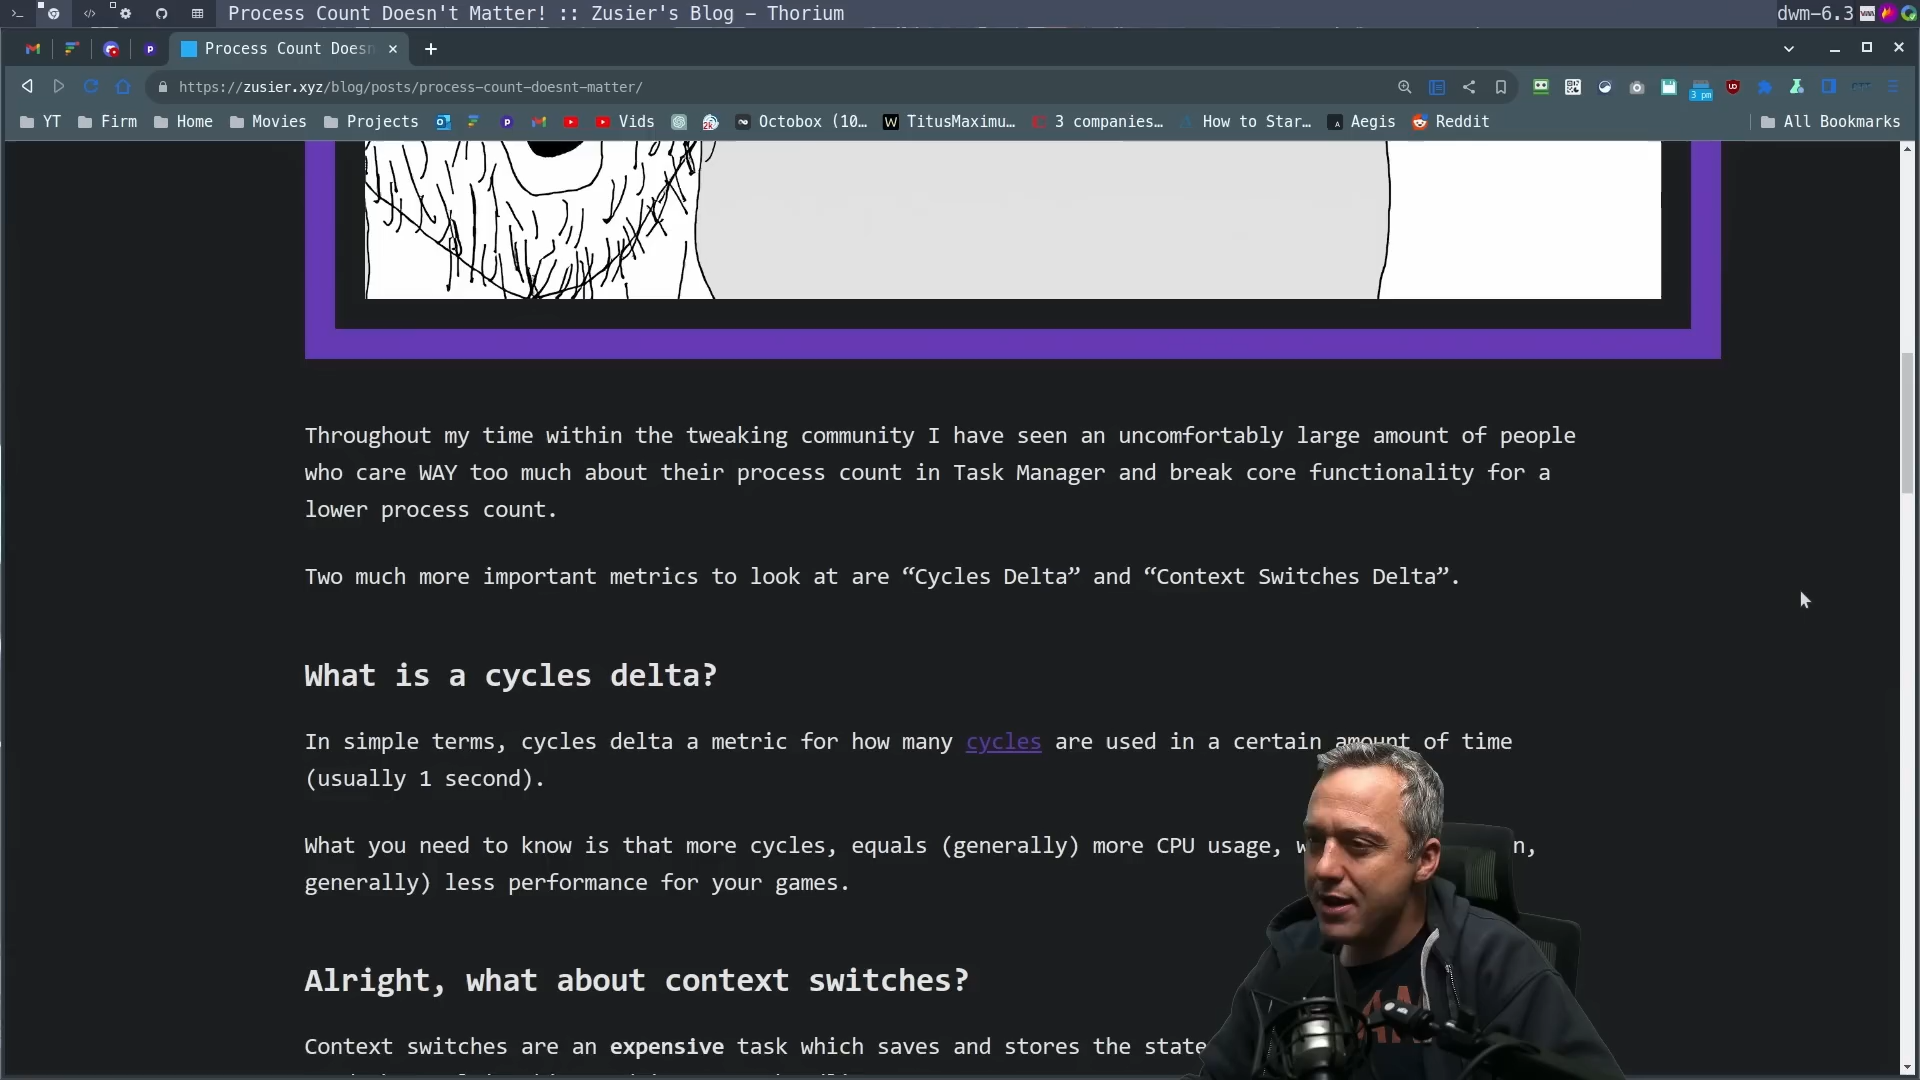 Process Count Doesn't Matter! :: Zusier's Blog – Thorium
dwm-6.3
Process Count Doesn
https://zusier.xyz/blog/posts/process-count-doesnt-matter/
3 pm
YT Firm Home Movies Projects Vids Octobox (10… TitusMaximu… 3 companies… How to Star… Aegis Reddit All Bookmarks
Throughout my time within the tweaking community I have seen an uncomfortably large amount of people
who care WAY too much about their process count in Task Manager and break core functionality for a
lower process count.
Two much more important metrics to look at are “Cycles Delta” and “Context Switches Delta”.
What is a cycles delta?
In simple terms, cycles delta a metric for how many cycles are used in a certain amount of time
(usually 1 second).
What you need to know is that more cycles, equals (generally) more CPU usage, w n,
generally) less performance for your games.
Alright, what about context switches?
Context switches are an expensive task which saves and stores the state